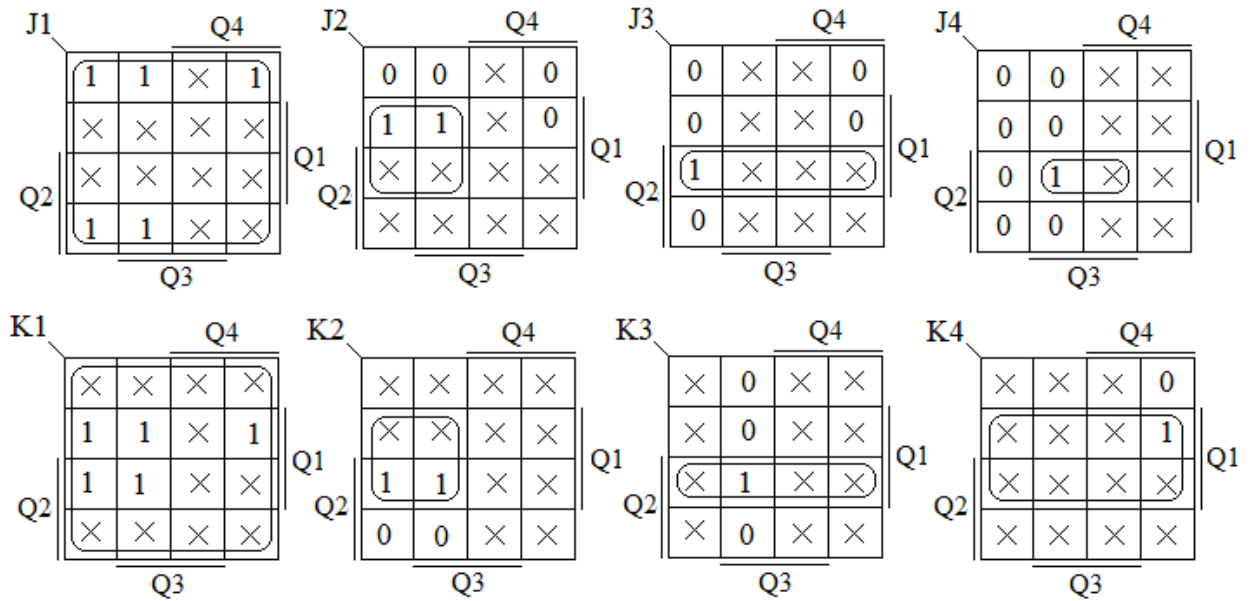 J1
Q4
1 1 × 1
× × × ×
Q1
× × × ×
Q2
1 1 × ×
Q3
J2
Q4
0 0 × 0
1 1 × 0
Q1
× × × ×
Q2
× × × ×
Q3
J3
Q4
0 × × 0
0 × × 0
Q1
1 × × ×
Q2
0 × × ×
Q3
J4
Q4
0 0 × ×
0 0 × ×
Q1
0 1 × ×
Q2
0 0 × ×
Q3
K1
Q4
× × × ×
1 1 × 1
Q1
1 1 × ×
Q2
× × × ×
Q3
K2
Q4
× × × ×
× × × ×
Q1
1 1 × ×
Q2
0 0 × ×
Q3
K3
Q4
× 0 × ×
× 0 × ×
Q1
× 1 × ×
Q2
× 0 × ×
Q3
K4
Q4
× × × 0
× × × 1
Q1
× × × ×
Q2
× × × ×
Q3